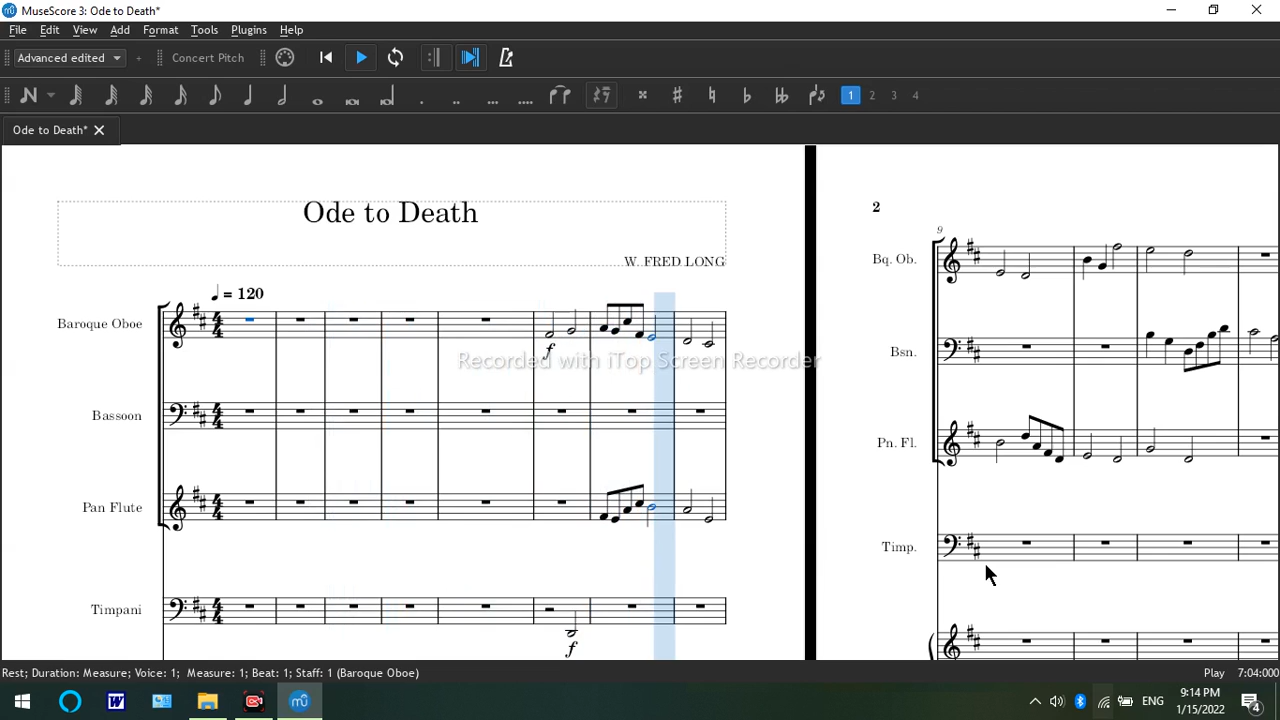 MuseScore 3: Ode to Death*
File Edit View Add Format Tools Plugins Help
Advanced edited + Concert Pitch
1 2 3 4
Ode to Death*
Ode to Death
W. FRED LONG
2
= 120
9
Baroque Oboe
Bq. Ob.
f
Recorded with iTop Screen Recorder
Bassoon
Bsn.
Pan Flute
Pn. Fl.
Timpani
Timp.
f
Rest; Duration: Measure; Voice: 1; Measure: 1; Beat: 1; Staff: 1 (Baroque Oboe) Play 7:04:000
ENG
9:14 PM
1/15/2022
4